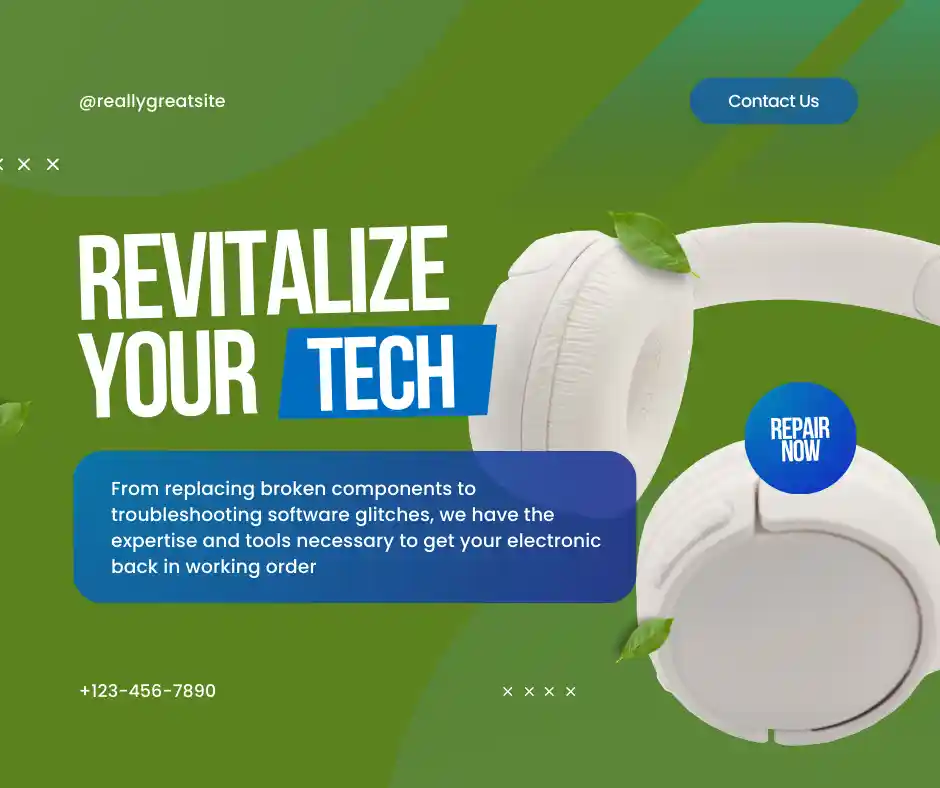 @reallygreatsite
Contact Us
REVITALIZE
YOUR TECH
REPAIR
NOW
From replacing broken components to
troubleshooting software glitches, we have the
expertise and tools necessary to get your electronic
back in working order
+123-456-7890